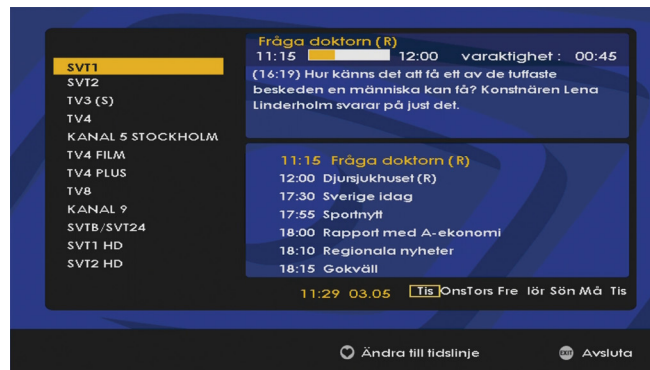 SVT1
SVT2
TV3 (S)
TV4
KANAL 5 STOCKHOLM
TV4 FILM
TV4 PLUS
TV8
KANAL 9
SVTB/SVT24
SVT1 HD
SVT2 HD
Fråga doktorn (R)
11:15 12:00 varaktighet : 00:45
(16:19) Hur känns det att få ett av de tuffaste
beskeden en människa kan få? Konstnären Lena
Linderholm svarar på just det.
11:15 Fråga doktorn (R)
12:00 Djursjukhuset (R)
17:30 Sverige idag
17:55 Sportnytt
18:00 Rapport med A-ekonomi
18:10 Regionala nyheter
18:15 Gokväll
11:29 03.05 Tis OnsTors Fre lör Sön Må Tis
Ändra till tidslinje
EXIT Avsluta